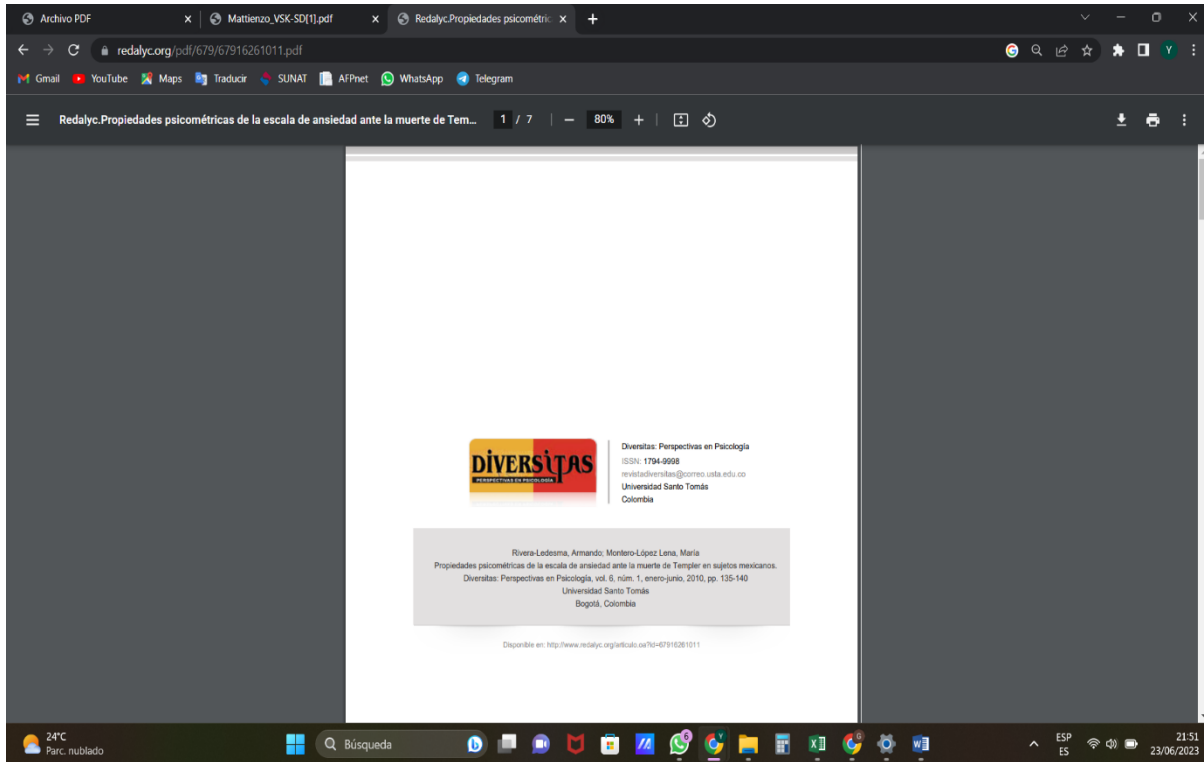 Archivo PDF
Mattienzo_VSK-SD[1].pdf
Redalyc.Propiedades psicométric
redalyc.org/pdf/679/67916261011.pdf
Gmail YouTube Maps Traducir SUNAT AFPnet WhatsApp Telegram
Redalyc.Propiedades psicométricas de la escala de ansiedad ante la muerte de Tem... 1 / 7 | − 80% + |
DIVERSITAS
PERSPECTIVAS EN PSICOLOGÍA
Diversitas: Perspectivas en Psicología
ISSN: 1794-9998
revistadiversitas@correo.usta.edu.co
Universidad Santo Tomás
Colombia
Rivera-Ledesma, Armando; Montero-López Lena, María
Propiedades psicométricas de la escala de ansiedad ante la muerte de Templer en sujetos mexicanos.
Diversitas: Perspectivas en Psicología, vol. 6, núm. 1, enero-junio, 2010, pp. 135-140
Universidad Santo Tomás
Bogotá, Colombia
Disponible en: http://www.redalyc.org/articulo.oa?id=67916261011
24°C
Parc. nublado
Búsqueda
6
ESP
ES
21:51
23/06/2023